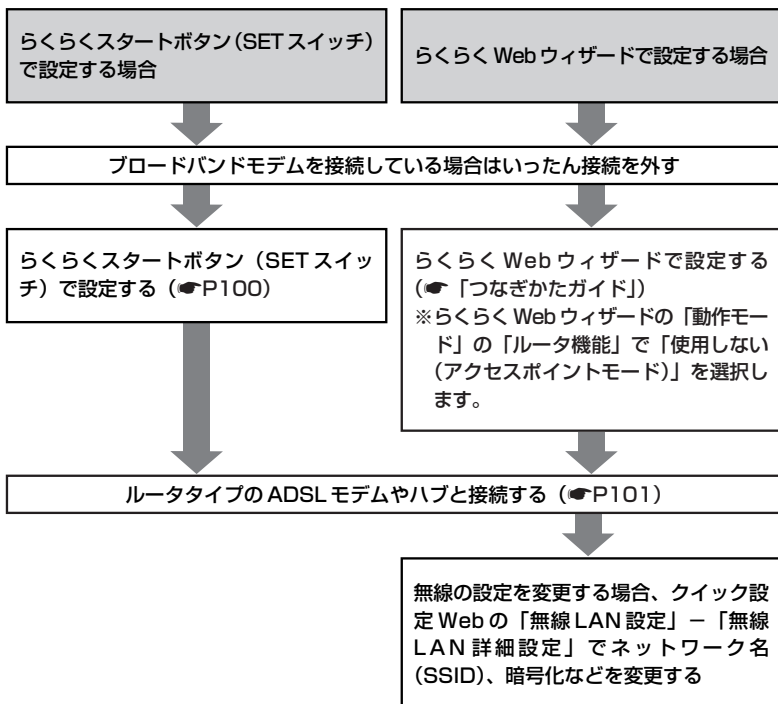 らくらくスタートボタン(SETスイッチ)
で設定する場合
らくらくWebウィザードで設定する場合
ブロードバンドモデムを接続している場合はいったん接続を外す
らくらくスタートボタン(SETスイッ
チ)で設定する(☛P100)
らくらくWebウィザードで設定する
(☛「つなぎかたガイド」)
※らくらくWebウィザードの「動作モー
ド」の「ルータ機能」で「使用しない
(アクセスポイントモード)」を選択し
ます。
ルータタイプのADSLモデムやハブと接続する(☛P101)
無線の設定を変更する場合、クイック設
定Webの「無線LAN設定」－「無線
LAN詳細設定」でネットワーク名
(SSID)、暗号化などを変更する